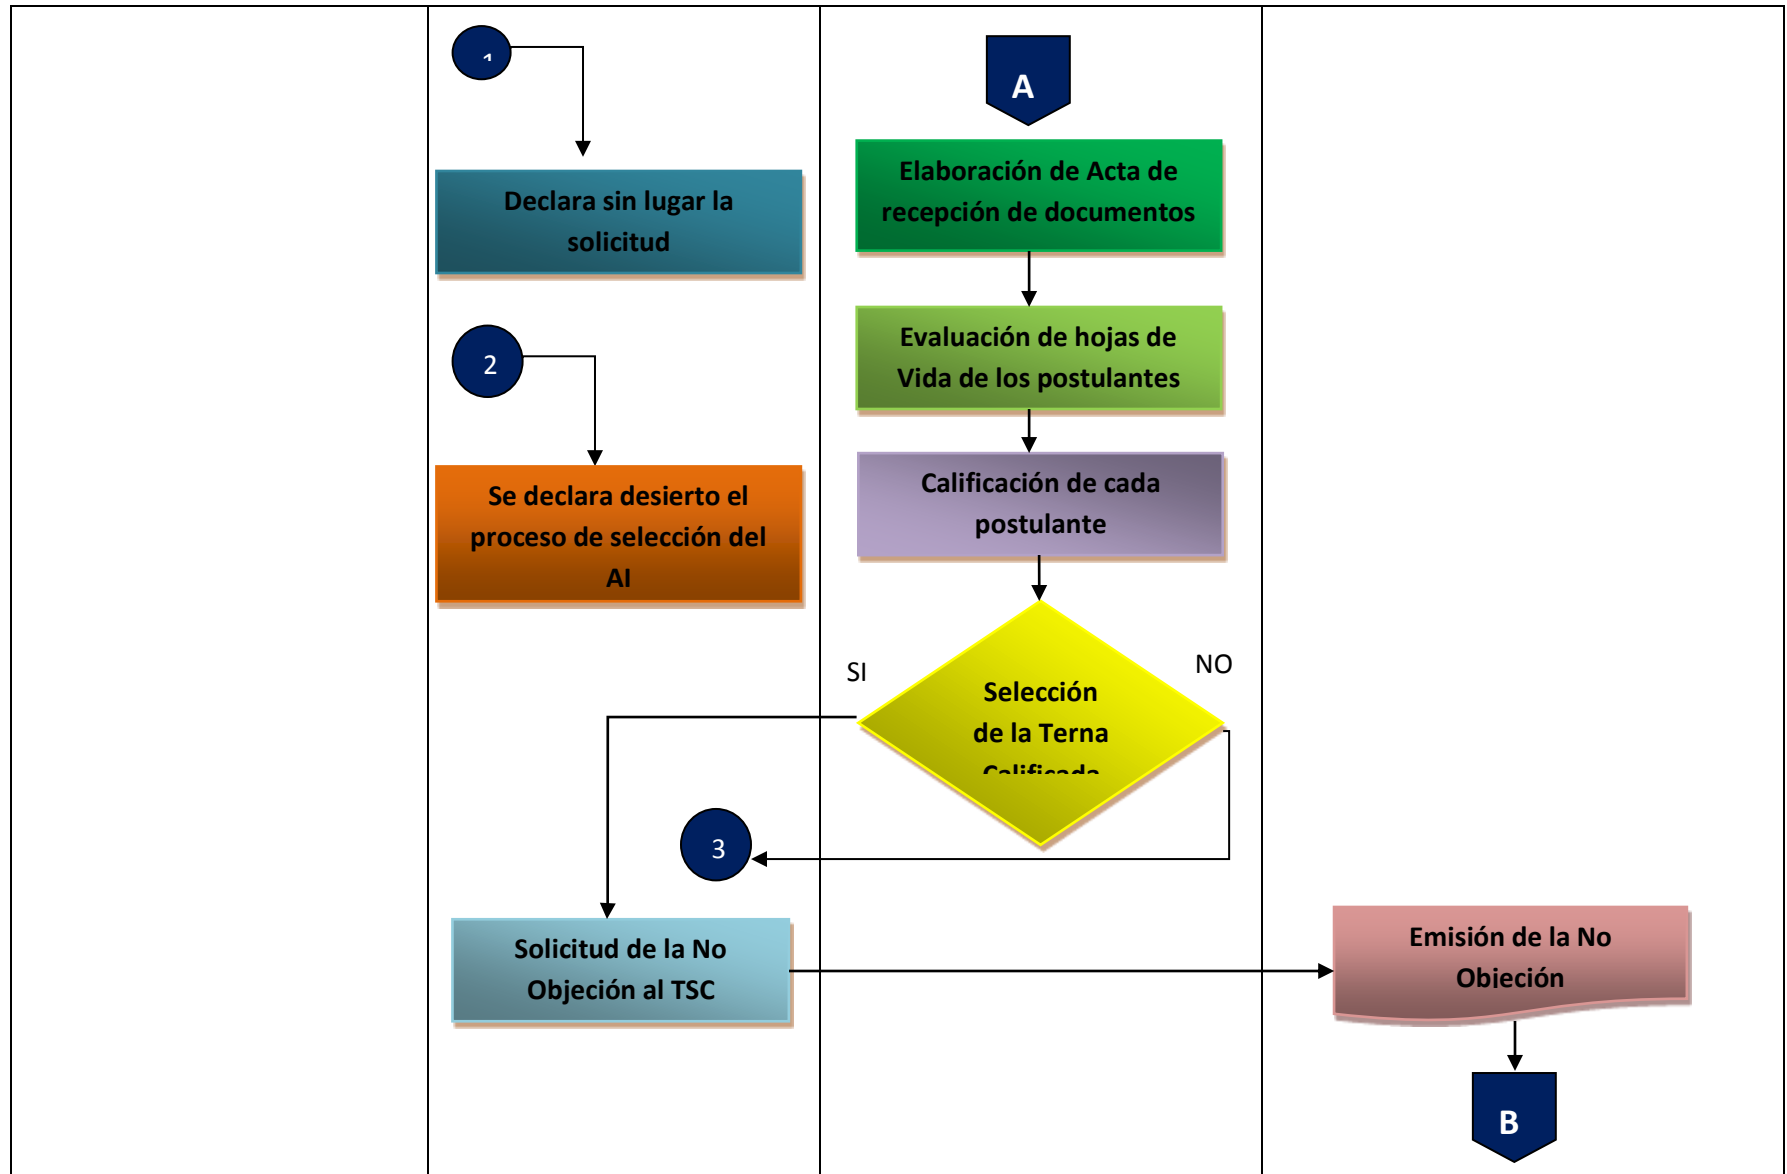 1
Declara sin lugar la
solicitud
2
Se declara desierto el
proceso de selección del
AI
A
Elaboración de Acta de
recepción de documentos
Evaluación de hojas de
Vida de los postulantes
Calificación de cada
postulante
SI
NO
Selección
de la Terna
Calificada
3
Solicitud de la No
Objeción al TSC
Emisión de la No
Objeción
B